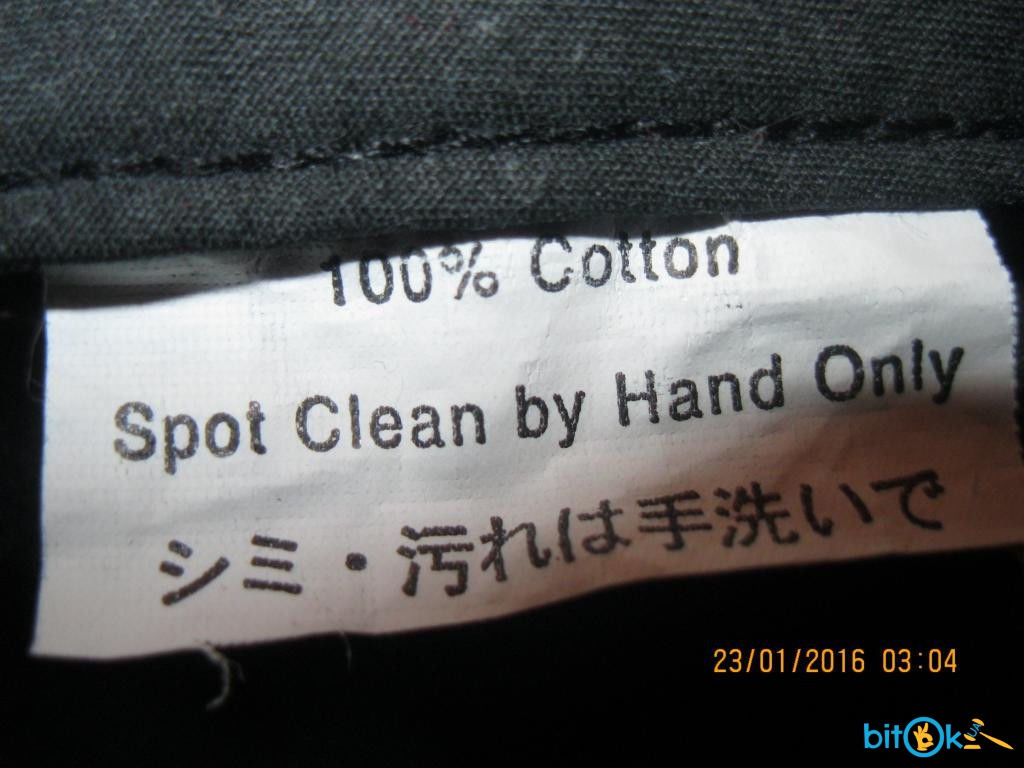 100% Cotton
Spot Clean by Hand Only
シミ・汚れは手洗いで
23/01/2016 03:04
bitOk UA